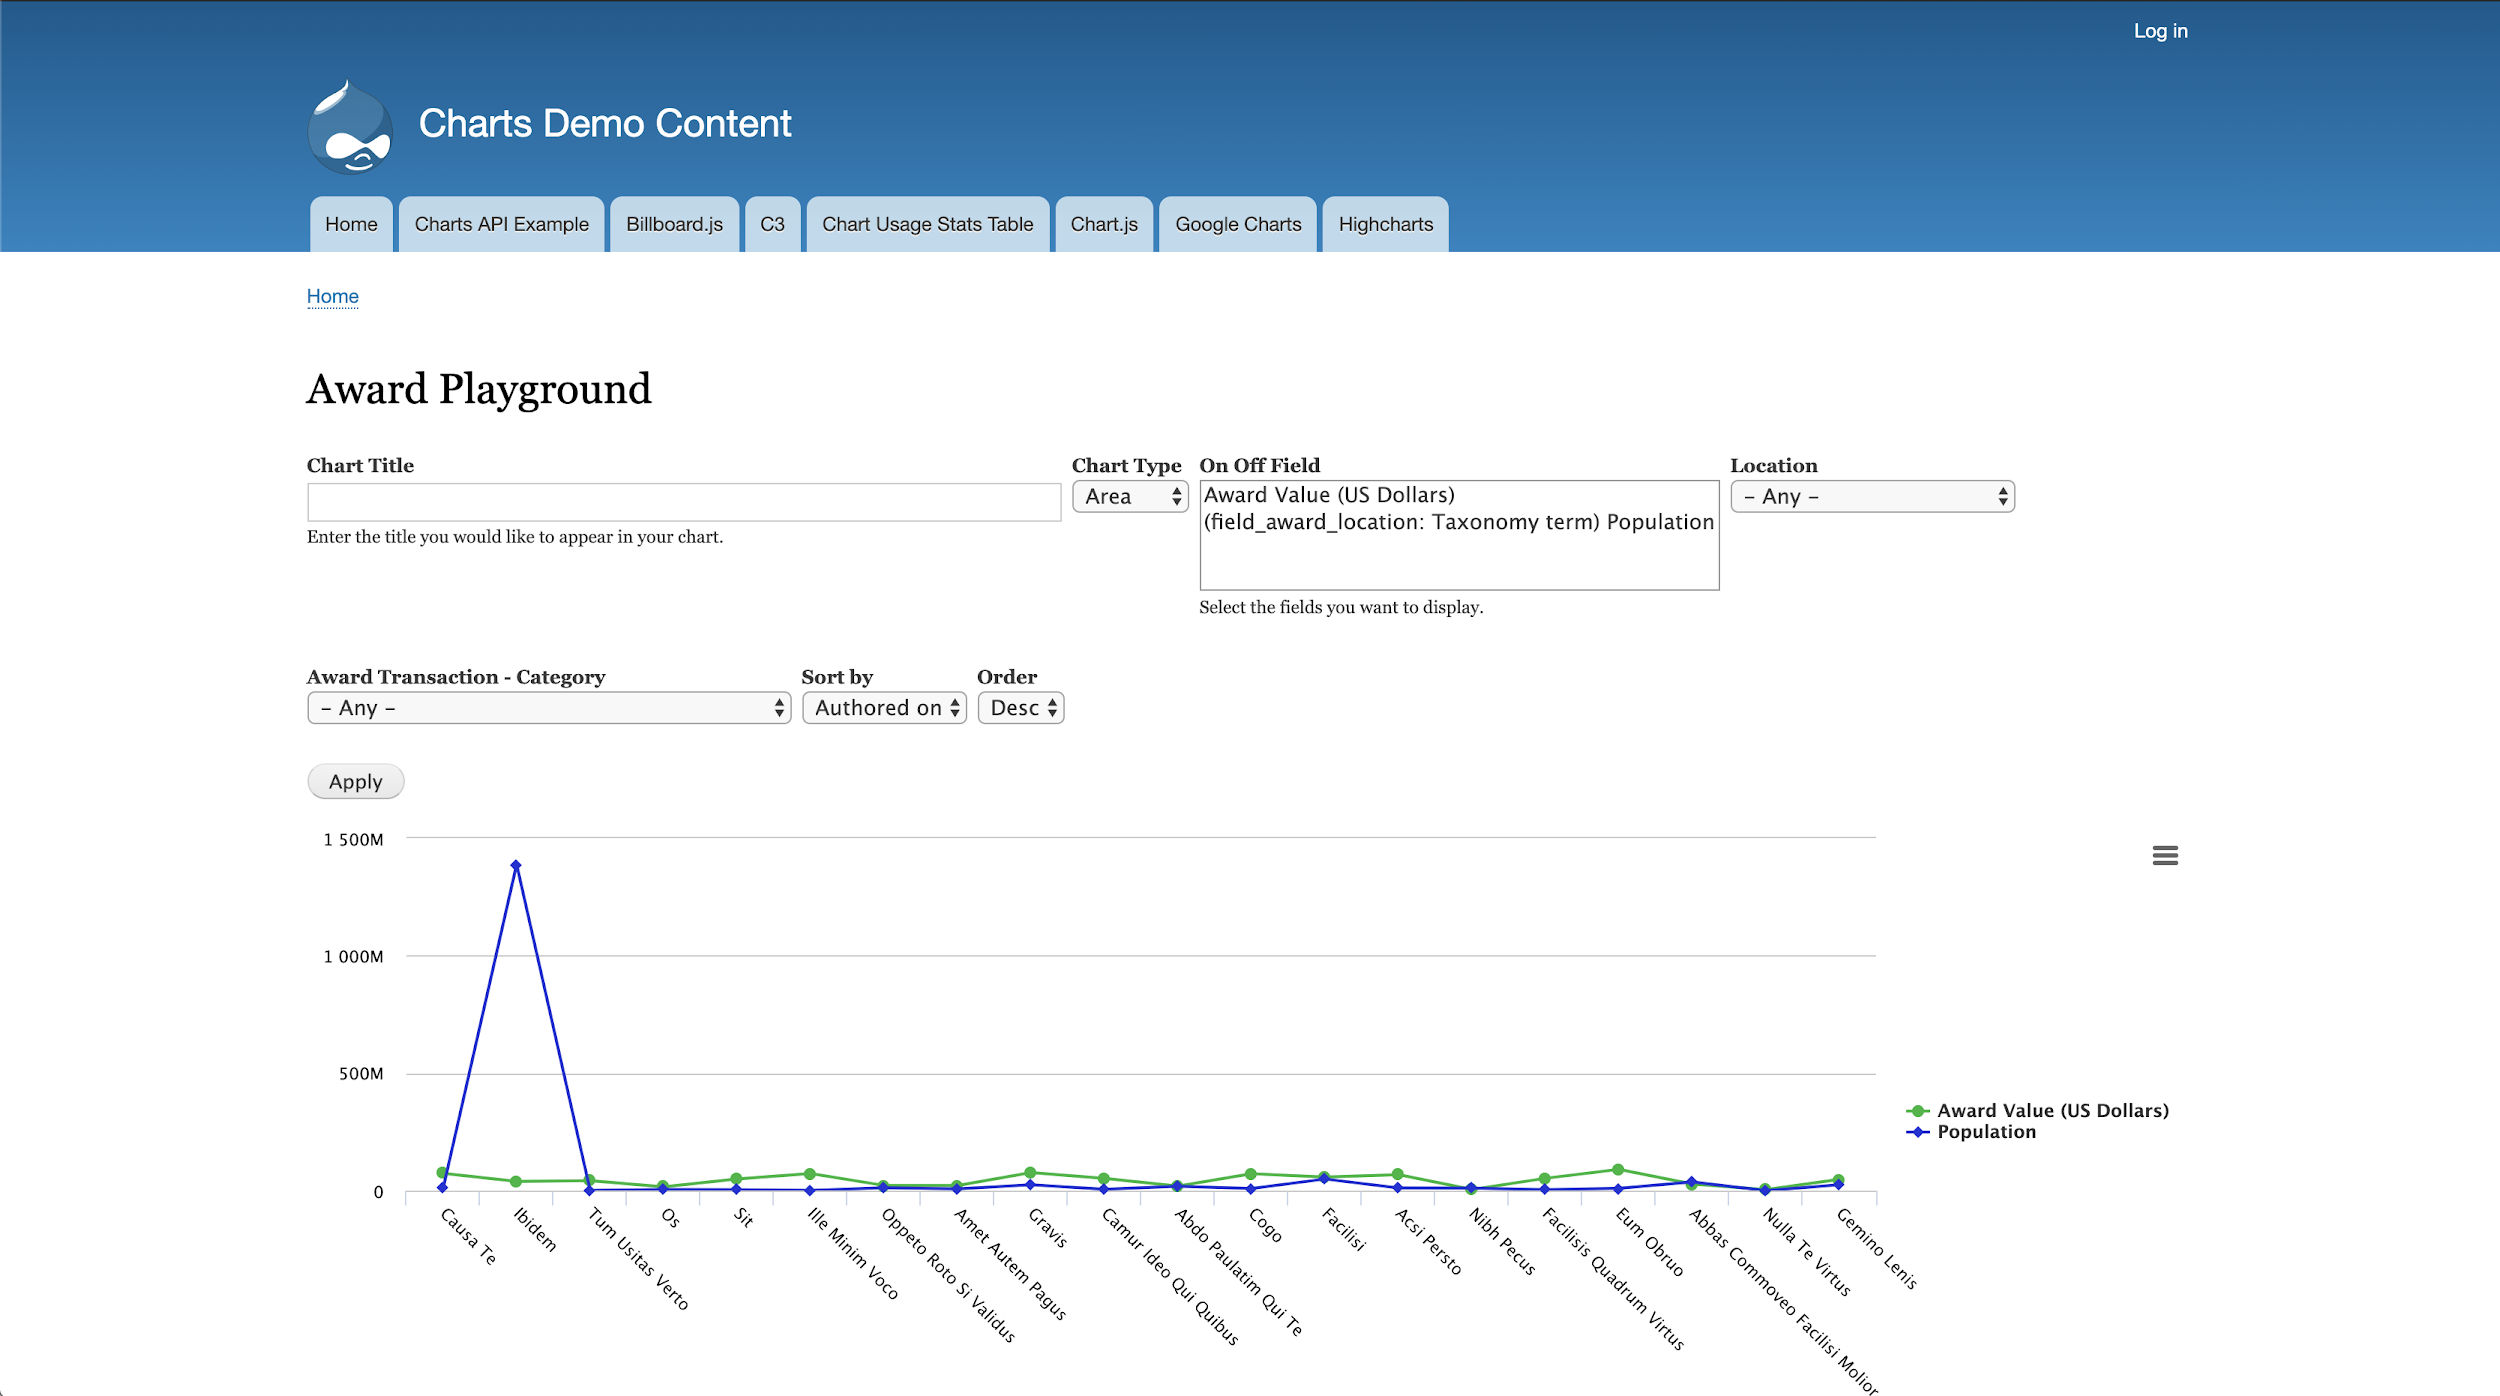 Log in
Charts Demo Content
Home
Charts API Example
Billboard.js
C3
Chart Usage Stats Table
Chart.js
Google Charts
Highcharts
Home
Award Playground
Chart Title
Enter the title you would like to appear in your chart.
Chart Type
Area
On Off Field
Award Value (US Dollars)
(field_award_location: Taxonomy term) Population
Select the fields you want to display.
Location
- Any -
Award Transaction - Category
- Any -
Sort by
Authored on
Order
Desc
Apply
1 500M
1 000M
500M
0
Award Value (US Dollars)
Population
Causa Te
Ibidem
Tum Usitas Verto
Os
Sit
Ille Minim Voco
Oppeto Roto Si Validus
Amet Autem Pagus
Gravis
Camur Ideo Qui Quibus
Abdo Paulatim Qui Te
Cogo
Facilisi
Acsi Persto
Nibh Pecus
Facilisis Quadrum Virtus
Eum Obruo
Abbas Commoveo Facilisi Molior
Nulla Te Virtus
Gemino Lenis